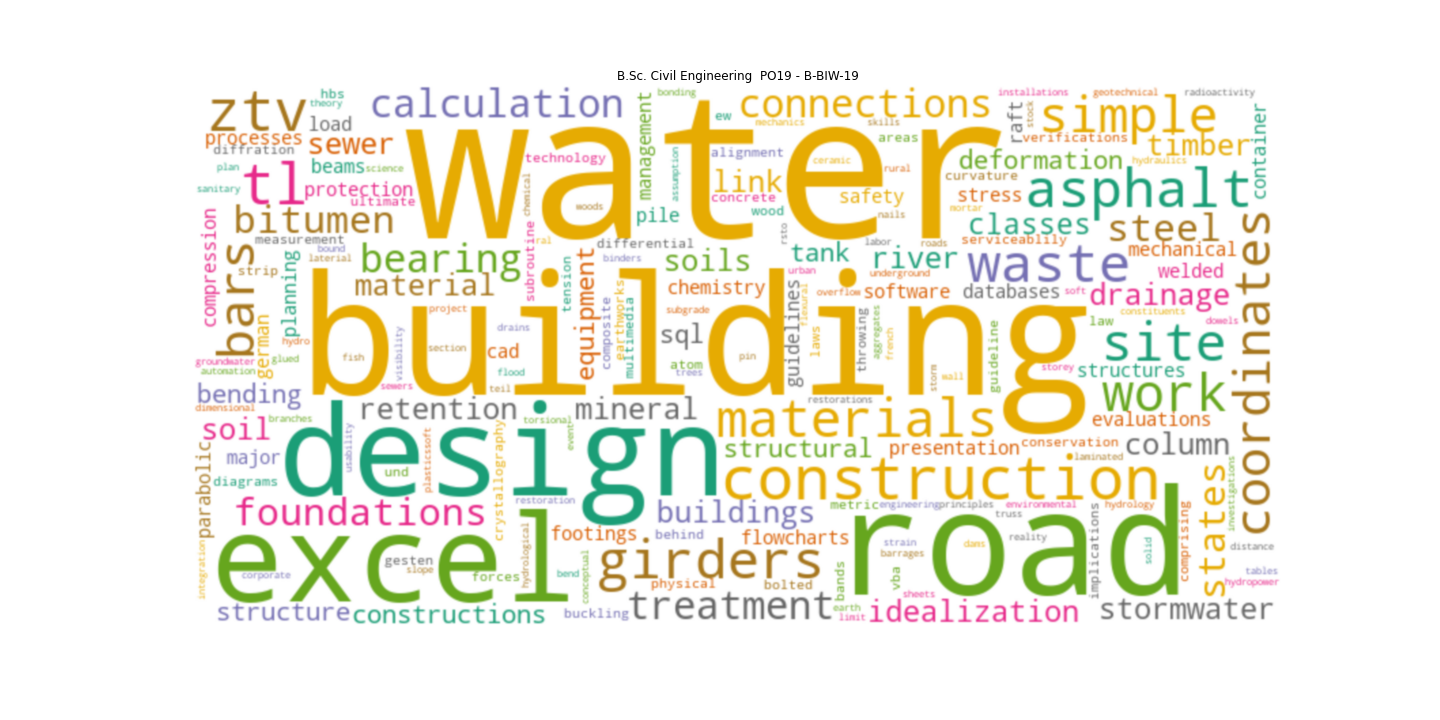 B.Sc. Civil Engineering  PO19 - B-BIW-19
hbs
theory
ztv
load
calculation
bonding
connections
installations
geotechnical
radioactivity
processes
sewer
management
ew
mechanics
skills
areas
raft
stock
simple
verifications
timber
container
diffration
plan
beams
science
technology
water
assumption
alignment
ceramic
rural
deformation
hydraulics
sanitary
tl
protection
ultimate
chemical
woods
link
concrete
safety
curvature
stress
mortar
asphalt
bitumen
pile
wood
nails
classes
steel
compression
measurement
bound
laterial
strip
bars
planning
german
bearing
material
subroutine
ral
tension
differential
binders
equipment
soils
rsto
tank
labor
roads
river
serviceablily
waste
mechanical
welded
coordinates
urban
underground
chemistry
software
databases
soft
drainage
hydro
project
building
composite
earthworks
multimedia
subgrade
sql
guidelines
flexural
overflow
laws
throwing
aggregates
french
guideline
law
constituents
dowels
site
groundwater
glued
automation
fish
visibility
section
drains
cad
flood
teil
atom
trees
pin
storm
wall
storey
structures
bending
dimensional
branches
sewers
retention
mineral
restorations
materials
work
evaluations
soil
major
diagrams
usability
design
und
plasticssoft
crystallography
torsional
event
structural
presentation
conservation
laminated
column
construction
parabolic
foundations
restoration
buildings
metric
engineering
principles
environmental
hydrology
states
investigations
integration
excel
corporate
gesten
slope
forces
hydrological
footings
behind
bend
conceptual
girders
flowcharts
physical
bolted
strain
barrages
truss
reality
dams
road
implications
solid
comprising
distance
tables
hydropower
bands
vba
sheets
structure
constructions
buckling
treatment
earth
limit
idealization
stormwater